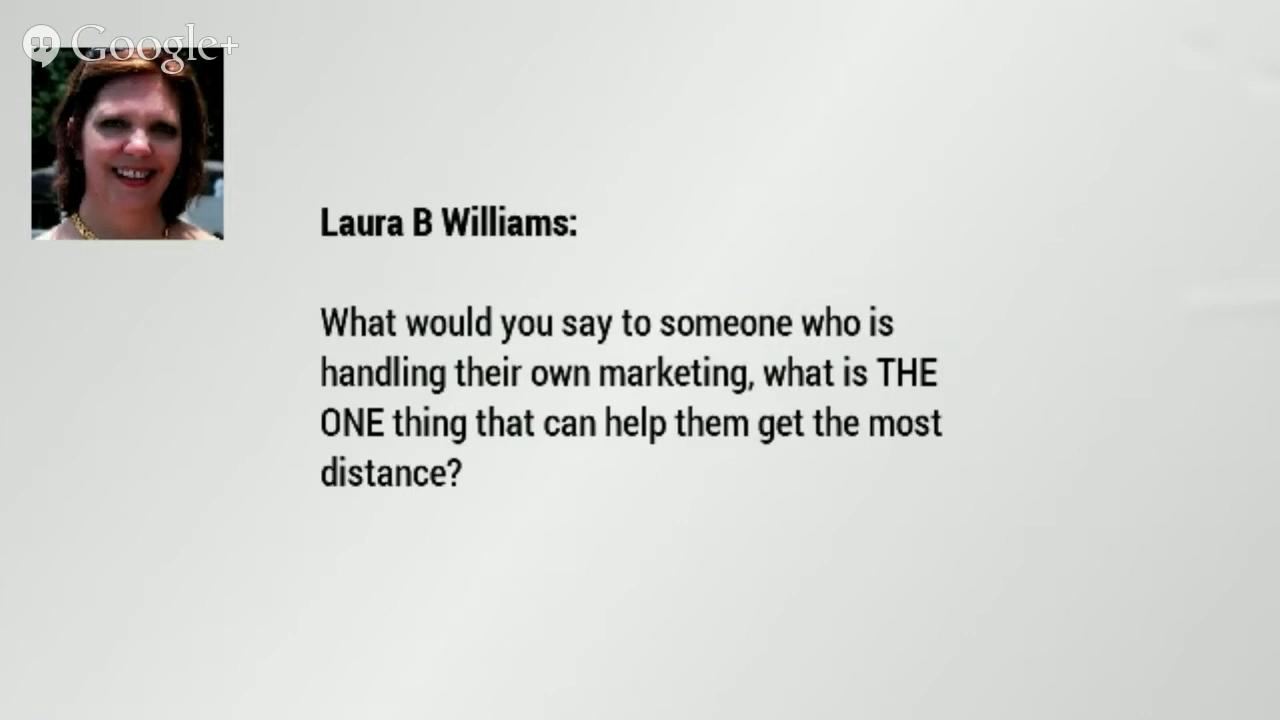 Google+
Laura B Williams:
What would you say to someone who is
handling their own marketing, what is THE
ONE thing that can help them get the most
distance?